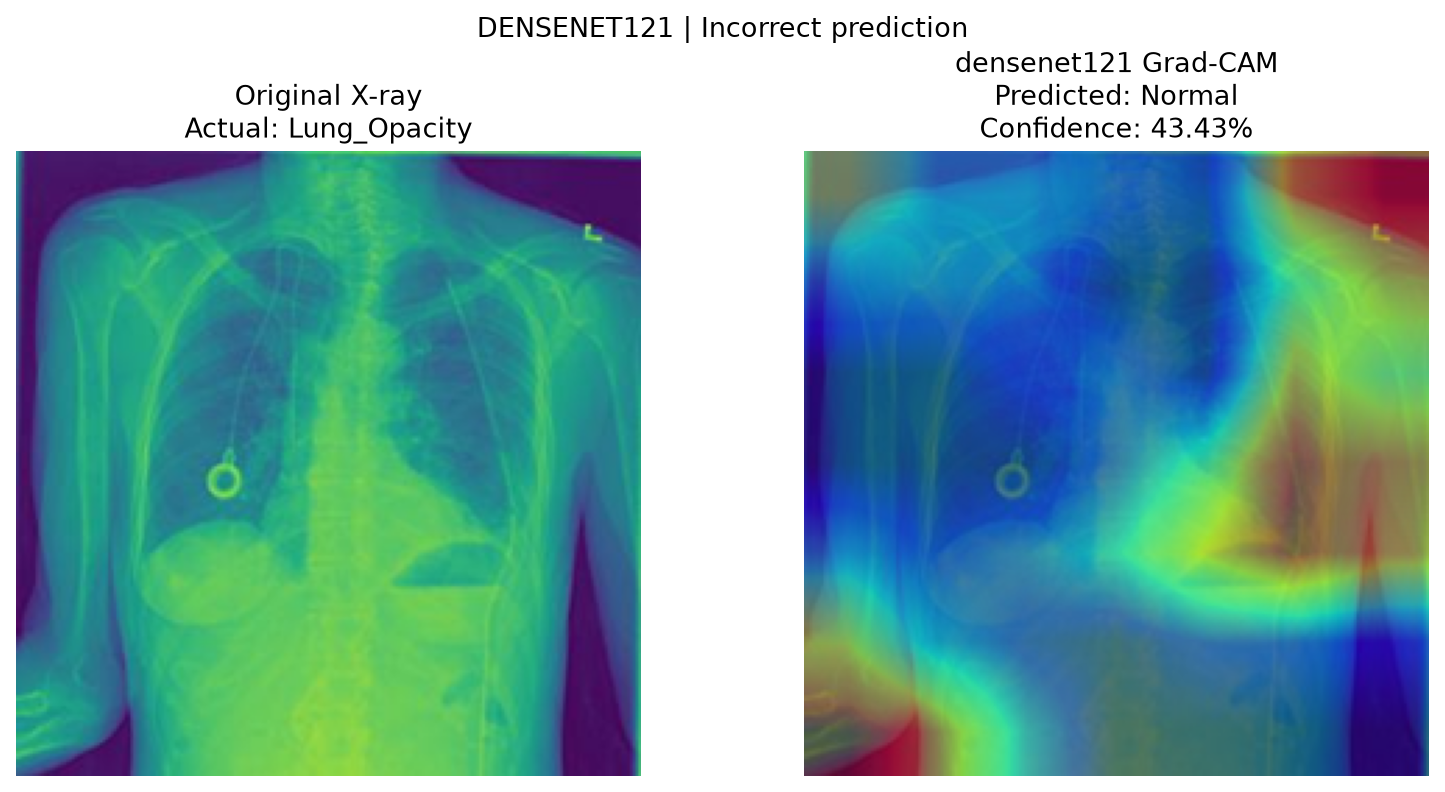 DENSENET121 | Incorrect prediction
Original X-ray
Actual: Lung_Opacity
densenet121 Grad-CAM
Predicted: Normal
Confidence: 43.43%
L
L